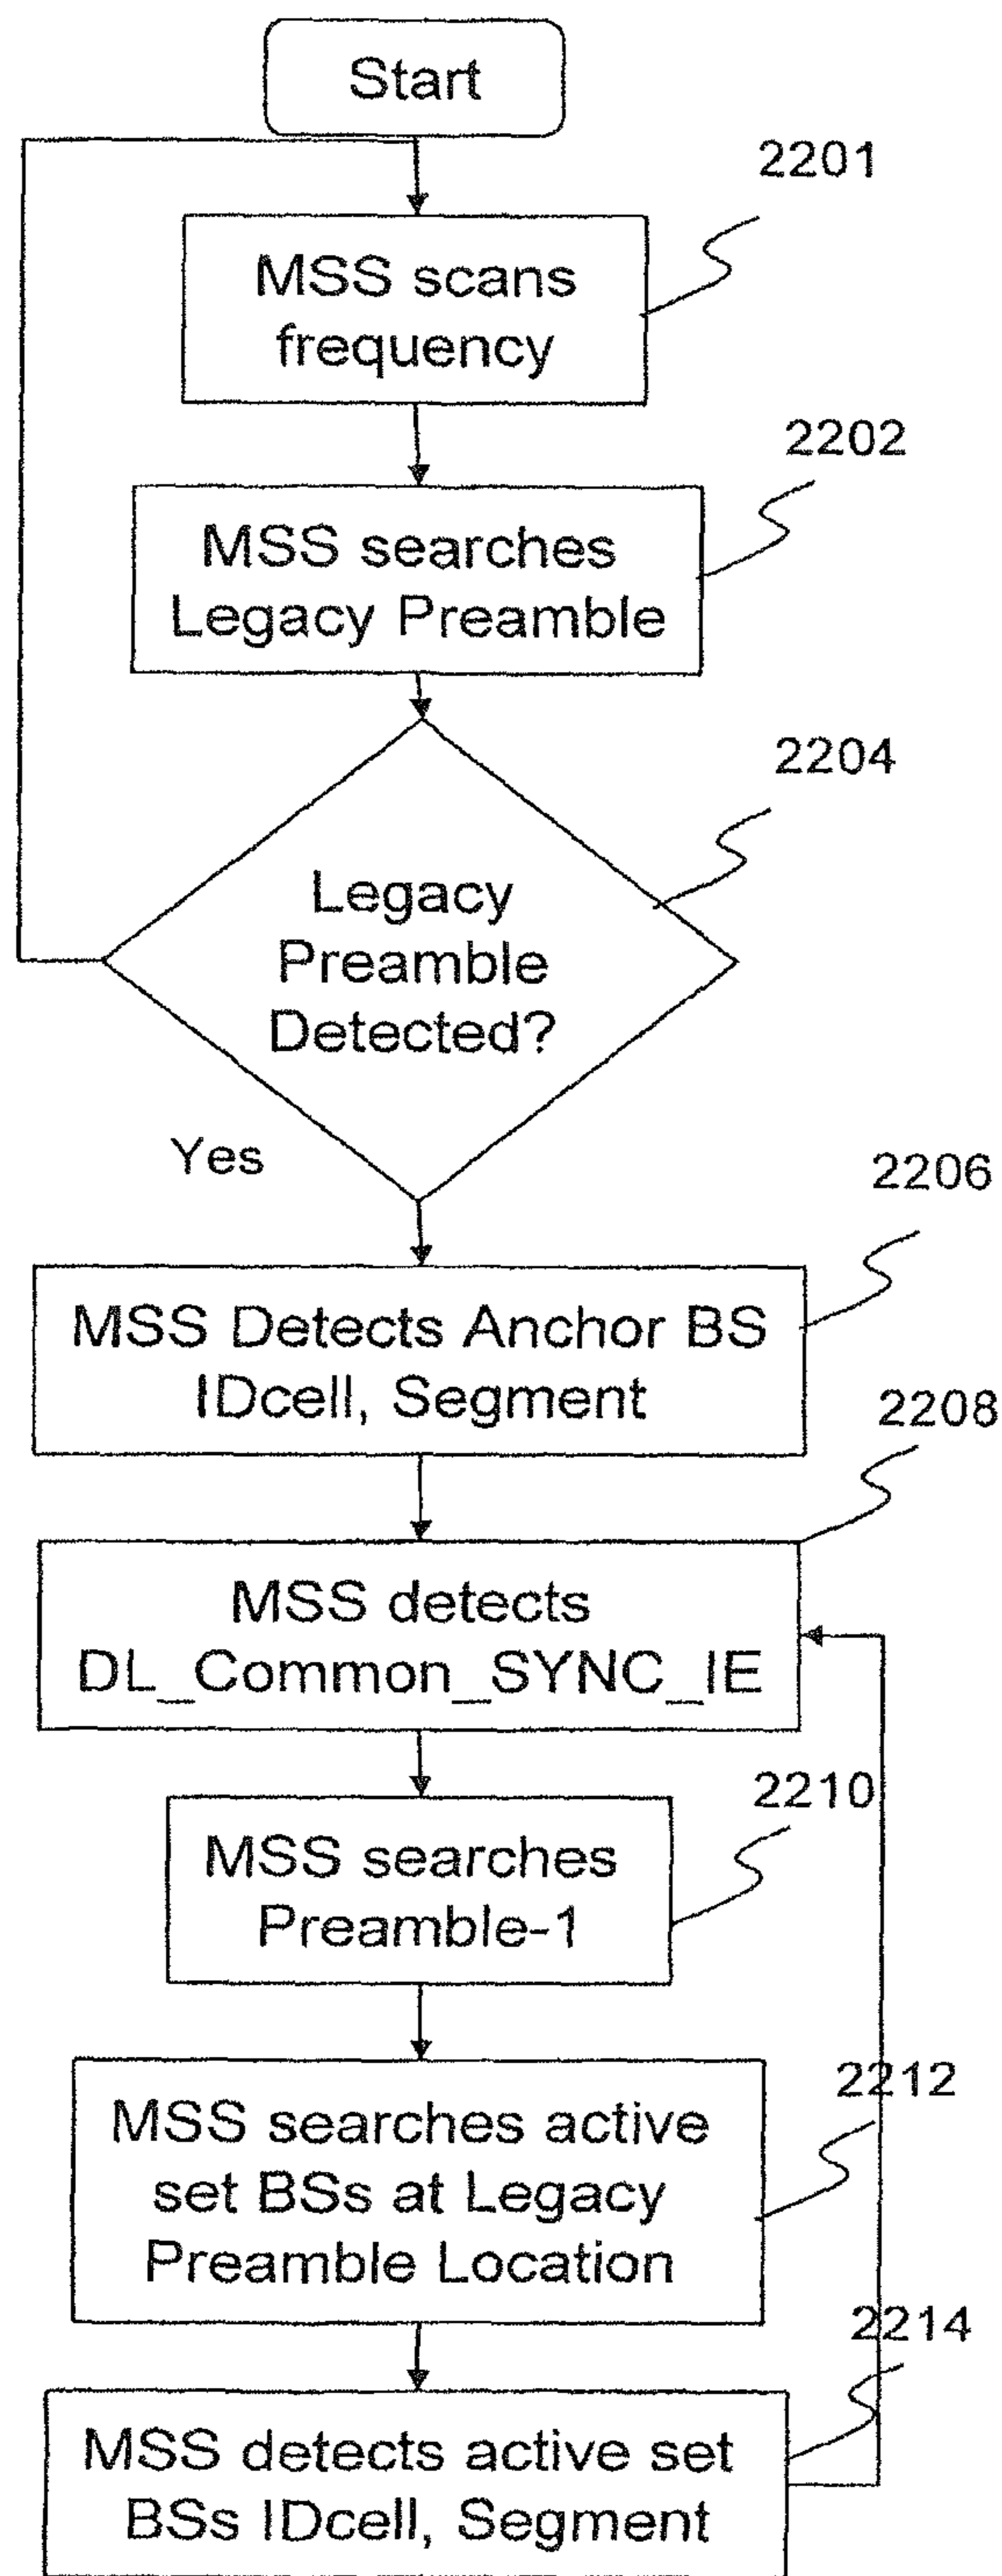 Start
2201
MSS scans
frequency
2202
MSS searches
Legacy Preamble
2204
Legacy
Preamble
Detected?
Yes
2206
MSS Detects Anchor BS
IDcell, Segment
2208
MSS detects
DL_Common_SYNC_IE
2210
MSS searches
Preamble-1
2212
MSS searches active
set BSs at Legacy
Preamble Location
2214
MSS detects active set
BSs IDcell, Segment